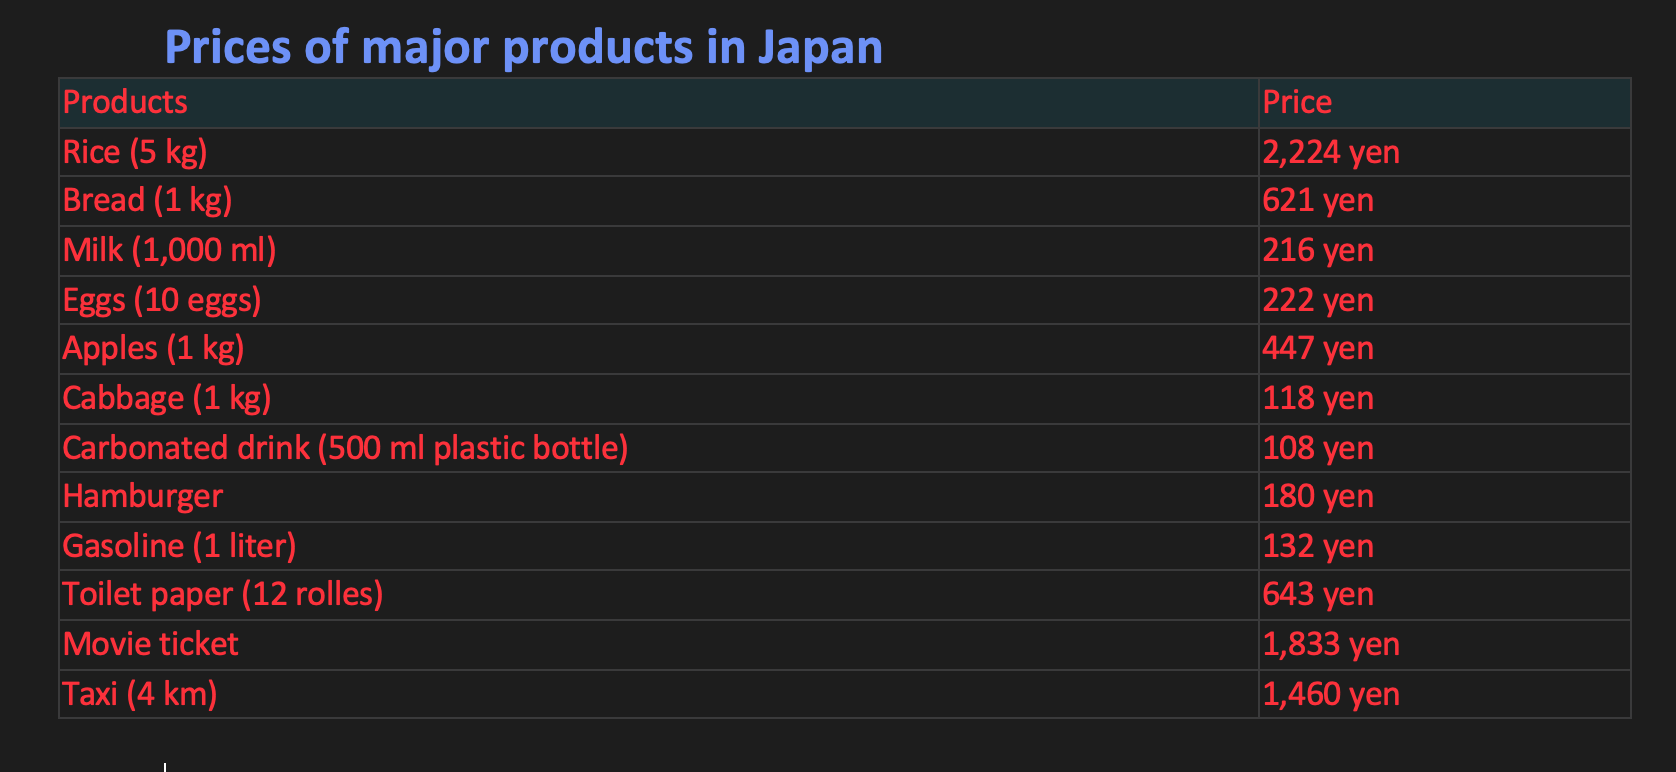 Prices of major products in Japan
Products Price
Rice (5 kg) 2,224 yen
Bread (1 kg) 621 yen
Milk (1,000 ml) 216 yen
Eggs (10 eggs) 222 yen
Apples (1 kg) 447 yen
Cabbage (1 kg) 118 yen
Carbonated drink (500 ml plastic bottle) 108 yen
Hamburger 180 yen
Gasoline (1 liter) 132 yen
Toilet paper (12 rolles) 643 yen
Movie ticket 1,833 yen
Taxi (4 km) 1,460 yen